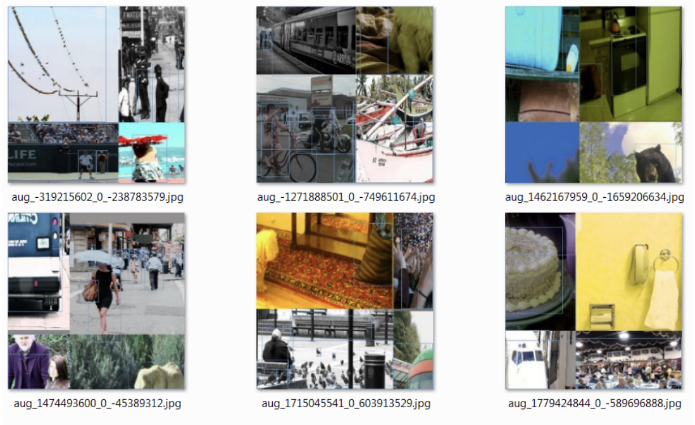 LIFE
aug_-319215602_0_-238783579.jpg
aug_-1271888501_0_-749611674.jpg
aug_1462167959_0_-1659206634.jpg
aug_1474493600_0_-45389312.jpg
aug_1715045541_0_603913529.jpg
aug_1779424844_0_-589696888.jpg